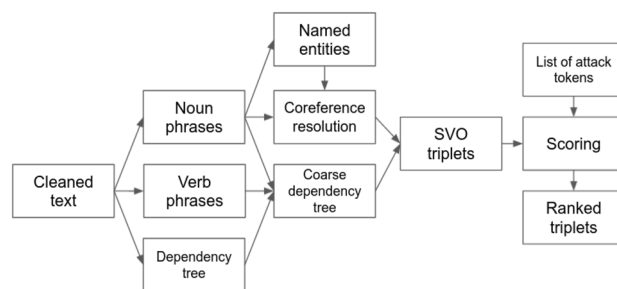 Named
entities
List of attack
tokens
Noun
phrases
Coreference
resolution
SVO
triplets
Scoring
Cleaned
text
Verb
phrases
Coarse
dependency
tree
Ranked
triplets
Dependency
tree